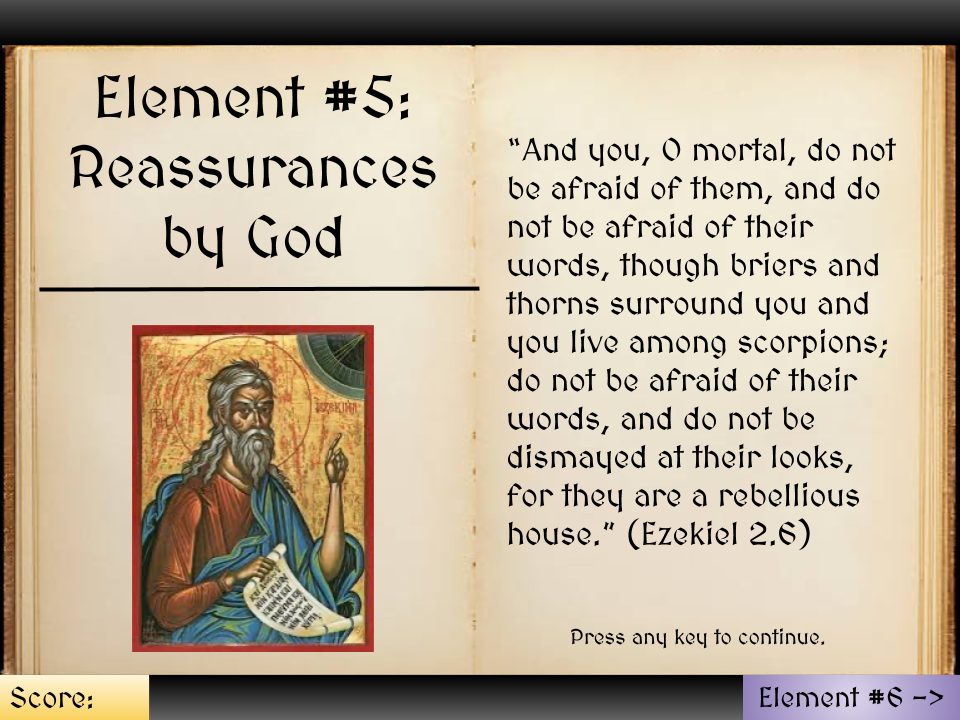 Element #5:
Reassurances
by God
"And you, O mortal, do not
be afraid of them, and do
not be afraid of their
words, though briers and
thorns surround you and
you live among scorpions;
do not be afraid of their
words, and do not be
dismayed at their looks,
for they are a rebellious
house." (Ezekiel 2.6)
Press any key to continue.
Score:
Element #6 –>